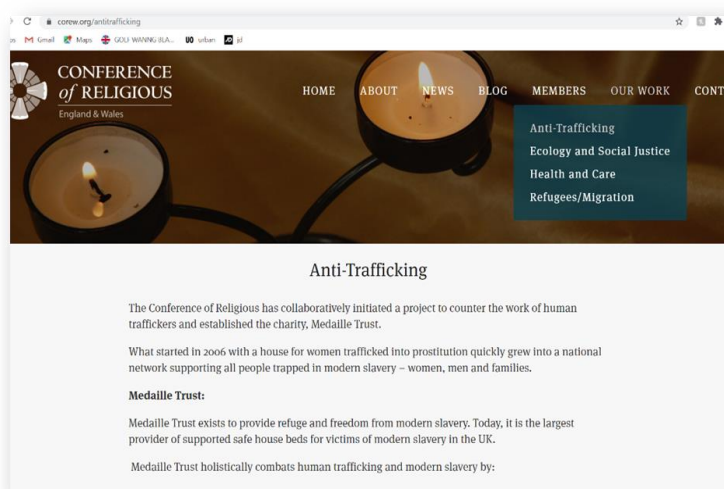 corew.org/antitrafficking
Gmail Maps urban jd
CONFERENCE
of RELIGIOUS
England & Wales
HOME ABOUT NEWS BLOG MEMBERS OUR WORK CONT
Anti-Trafficking
Ecology and Social Justice
Health and Care
Refugees/Migration
Anti-Trafficking
The Conference of Religious has collaboratively initiated a project to counter the work of human
traffickers and established the charity, Medaille Trust.
What started in 2006 with a house for women trafficked into prostitution quickly grew into a national
network supporting all people trapped in modern slavery – women, men and families.
Medaille Trust:
Medaille Trust exists to provide refuge and freedom from modern slavery. Today, it is the largest
provider of supported safe house beds for victims of modern slavery in the UK.
Medaille Trust holistically combats human trafficking and modern slavery by: